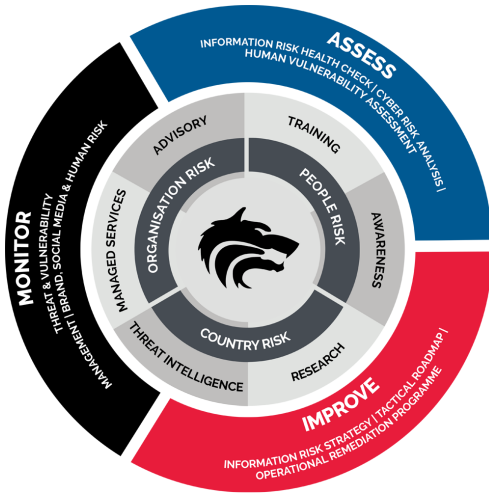 ASSESS
INFORMATION RISK HEALTH CHECK | CYBER RISK ANALYSIS |
HUMAN VULNERABILITY ASSESSMENT
IMPROVE
INFORMATION RISK STRATEGY | TACTICAL ROADMAP |
OPERATIONAL REMEDIATION PROGRAMME
MONITOR
THREAT & VULNERABILITY
MANAGEMENT | BRAND, SOCIAL MEDIA & HUMAN RISK
ADVISORY
TRAINING
AWARENESS
RESEARCH
THREAT INTELLIGENCE
MANAGED SERVICES
ORGANISATION RISK
PEOPLE RISK
COUNTRY RISK